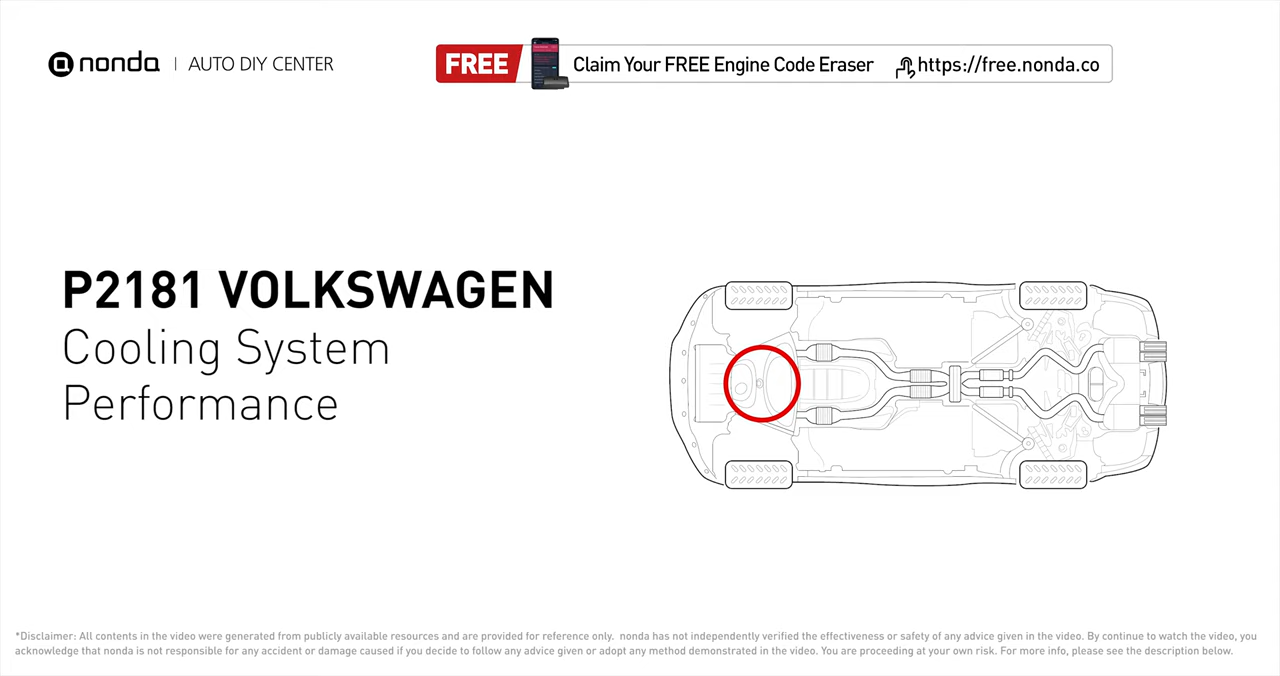 nonda | AUTO DIY CENTER
FREE Claim Your FREE Engine Code Eraser https://free.nonda.co
P2181 VOLKSWAGEN
Cooling System
Performance
*Disclaimer: All contents in the video were generated from publicly available resources and are provided for reference only. nonda has not independently verified the effectiveness or safety of any advice given in the video. By continue to watch the video, you
acknowledge that nonda is not responsible for any accident or damage caused if you decide to follow any advice given or adopt any method demonstrated in the video. You are proceeding at your own risk. For more info, please see the description below.